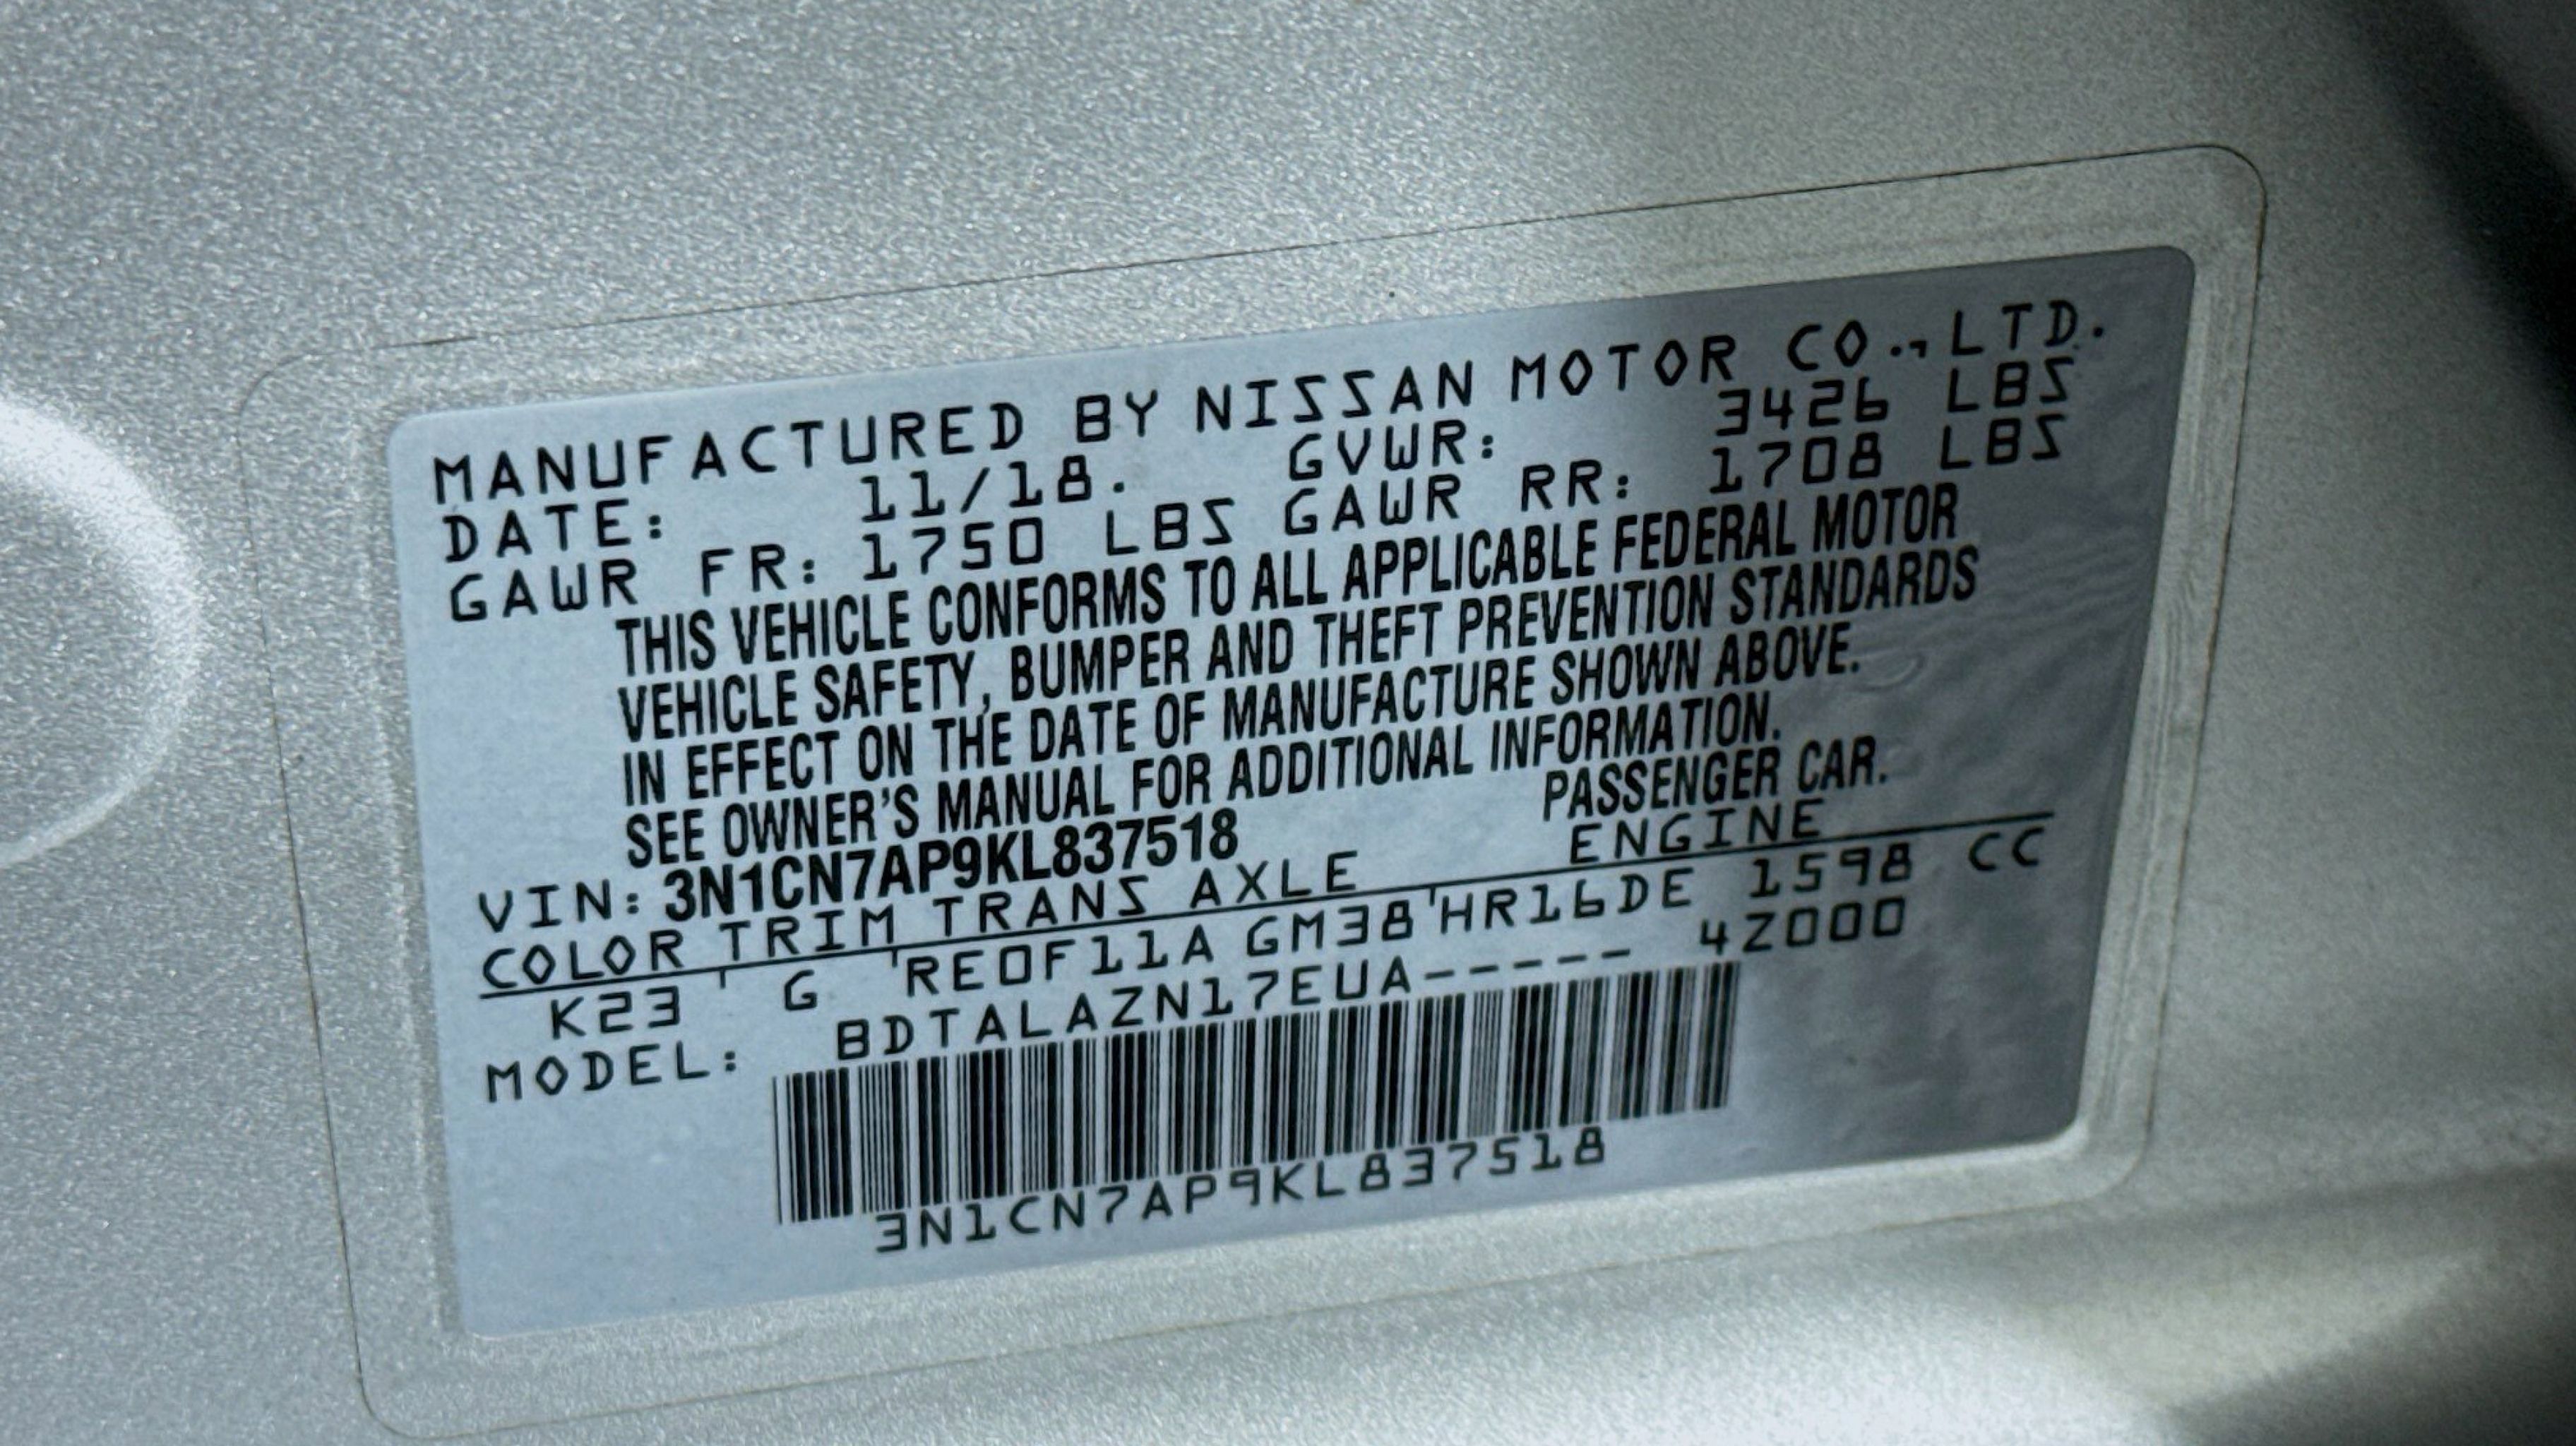 MANUFACTURED BY NISSAN MOTOR CO.,LTD.
DATE: 11/18. GVWR: 3426 LBS
GAWR FR: 1750 LBS GAWR RR: 1708 LBS
THIS VEHICLE CONFORMS TO ALL APPLICABLE FEDERAL MOTOR
VEHICLE SAFETY, BUMPER AND THEFT PREVENTION STANDARDS
IN EFFECT ON THE DATE OF MANUFACTURE SHOWN ABOVE.
SEE OWNER'S MANUAL FOR ADDITIONAL INFORMATION.
VIN: 3N1CN7AP9KL837518 PASSENGER CAR.
COLOR TRIM TRANS AXLE ENGINE
K23 G RE0F11A GM38 HR16DE 1598 CC
MODEL: BDTALAZN17EUA----- 4Z000
3N1CN7AP9KL837518